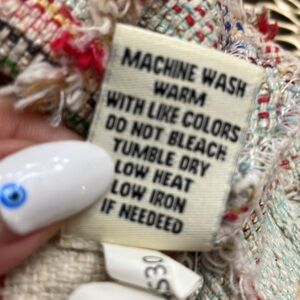 MACHINE WASH
WARM
WITH LIKE COLORS
DO NOT BLEACH
TUMBLE DRY
LOW HEAT
LOW IRON
IF NEEDEED